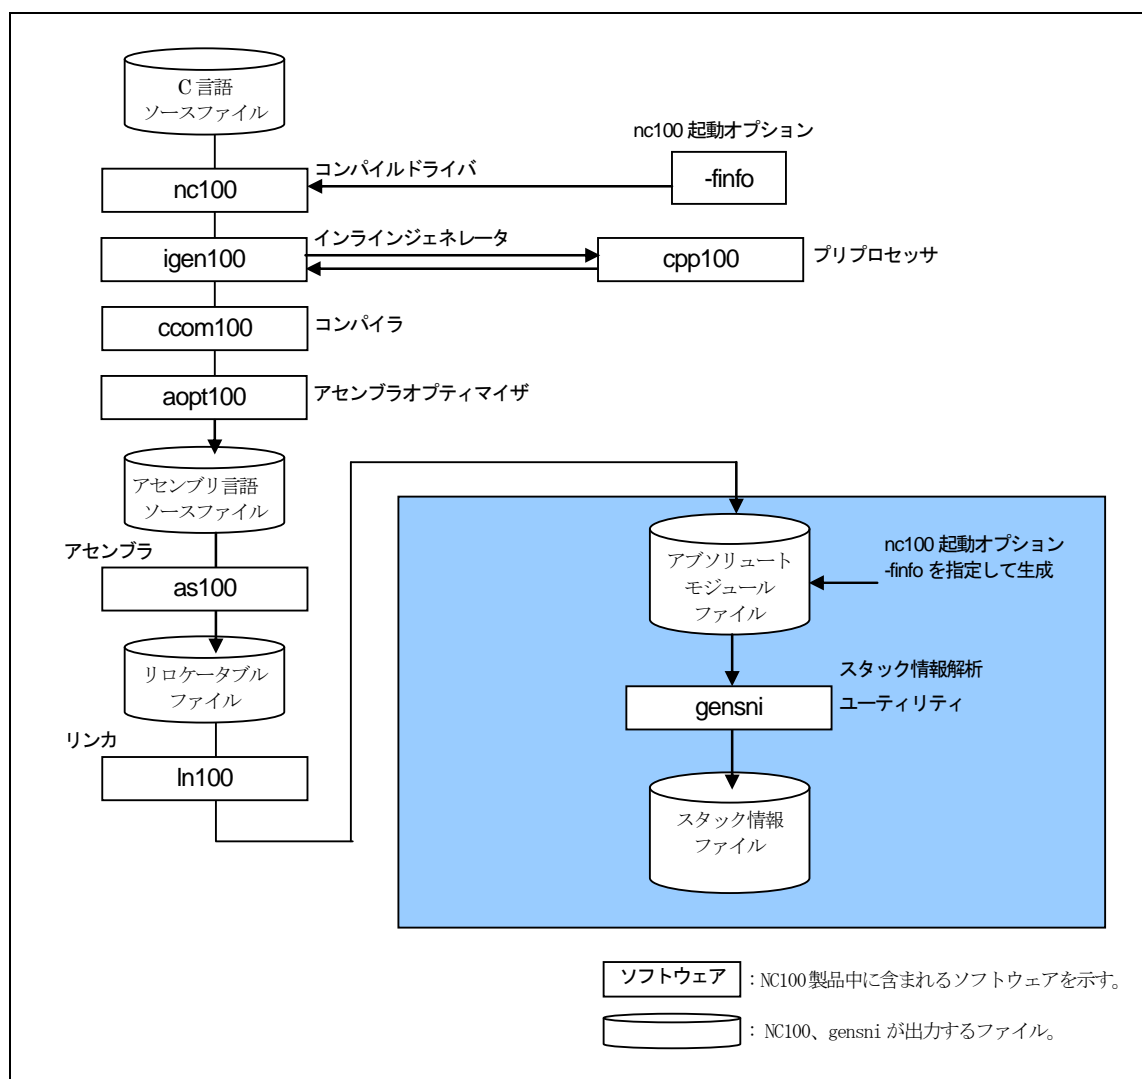 C 言語
ソースファイル
nc100 起動オプション
コンパイルドライバ
-finfo
nc100
インラインジェネレータ
igen100
cpp100
プリプロセッサ
ccom100
コンパイラ
aopt100
アセンブラオプティマイザ
アセンブリ言語
ソースファイル
アセンブラ
as100
リロケータブル
ファイル
リンカ
ln100
アブソリュート
モジュール
ファイル
nc100 起動オプション
-finfo を指定して生成
スタック情報解析
ユーティリティ
gensni
スタック情報
ファイル
ソフトウェア
：NC100製品中に含まれるソフトウェアを示す。
： NC100、gensni が出力するファイル。